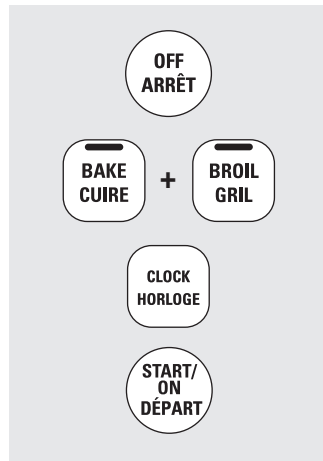 OFF
ARRÊT
BAKE
CUIRE
+
BROIL
GRIL
CLOCK
HORLOGE
START/
ON
DÉPART